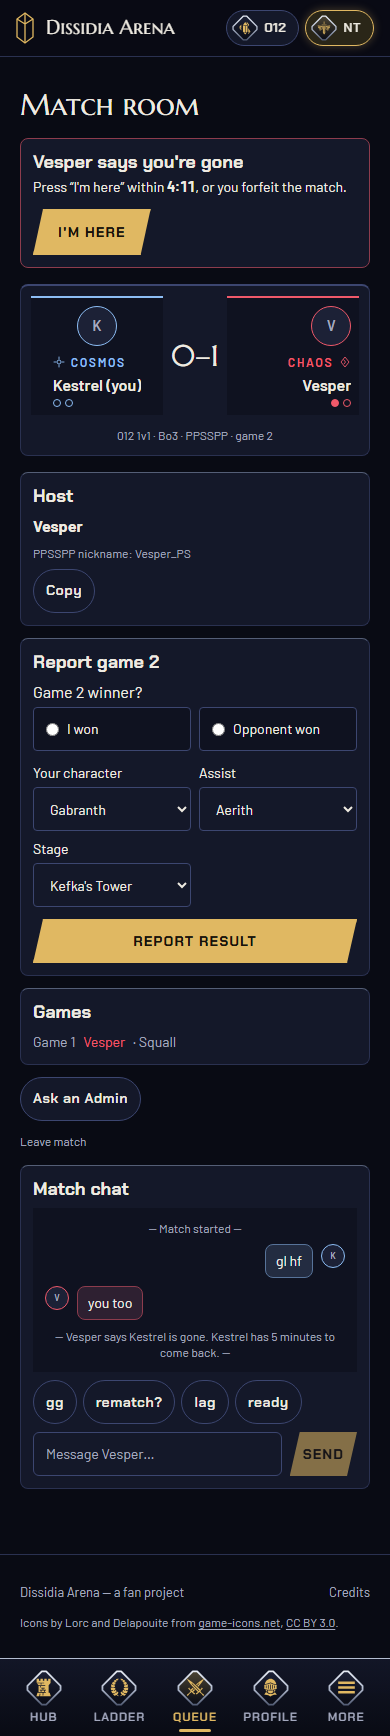 Dissidia Arena
012
NT
Match room
Vesper says you're gone
Press "I'm here" within 4:11, or you forfeit the match.
I'M HERE
K
V
COSMOS
CHAOS
0–1
Kestrel (you)
Vesper
012 1v1 · Bo3 · PPSSPP · game 2
Host
Vesper
PPSSPP nickname: Vesper_PS
Copy
Report game 2
Game 2 winner?
I won
Opponent won
Your character
Assist
Gabranth
Aerith
Stage
Kefka's Tower
REPORT RESULT
Games
Game 1 Vesper · Squall
Ask an Admin
Leave match
Match chat
— Match started —
gl hf
K
V
you too
— Vesper says Kestrel is gone. Kestrel has 5 minutes to
come back. —
gg
rematch?
lag
ready
Message Vesper...
SEND
Dissidia Arena — a fan project
Credits
Icons by Lorc and Delapouite from game-icons.net, CC BY 3.0.
HUB
LADDER
QUEUE
PROFILE
MORE